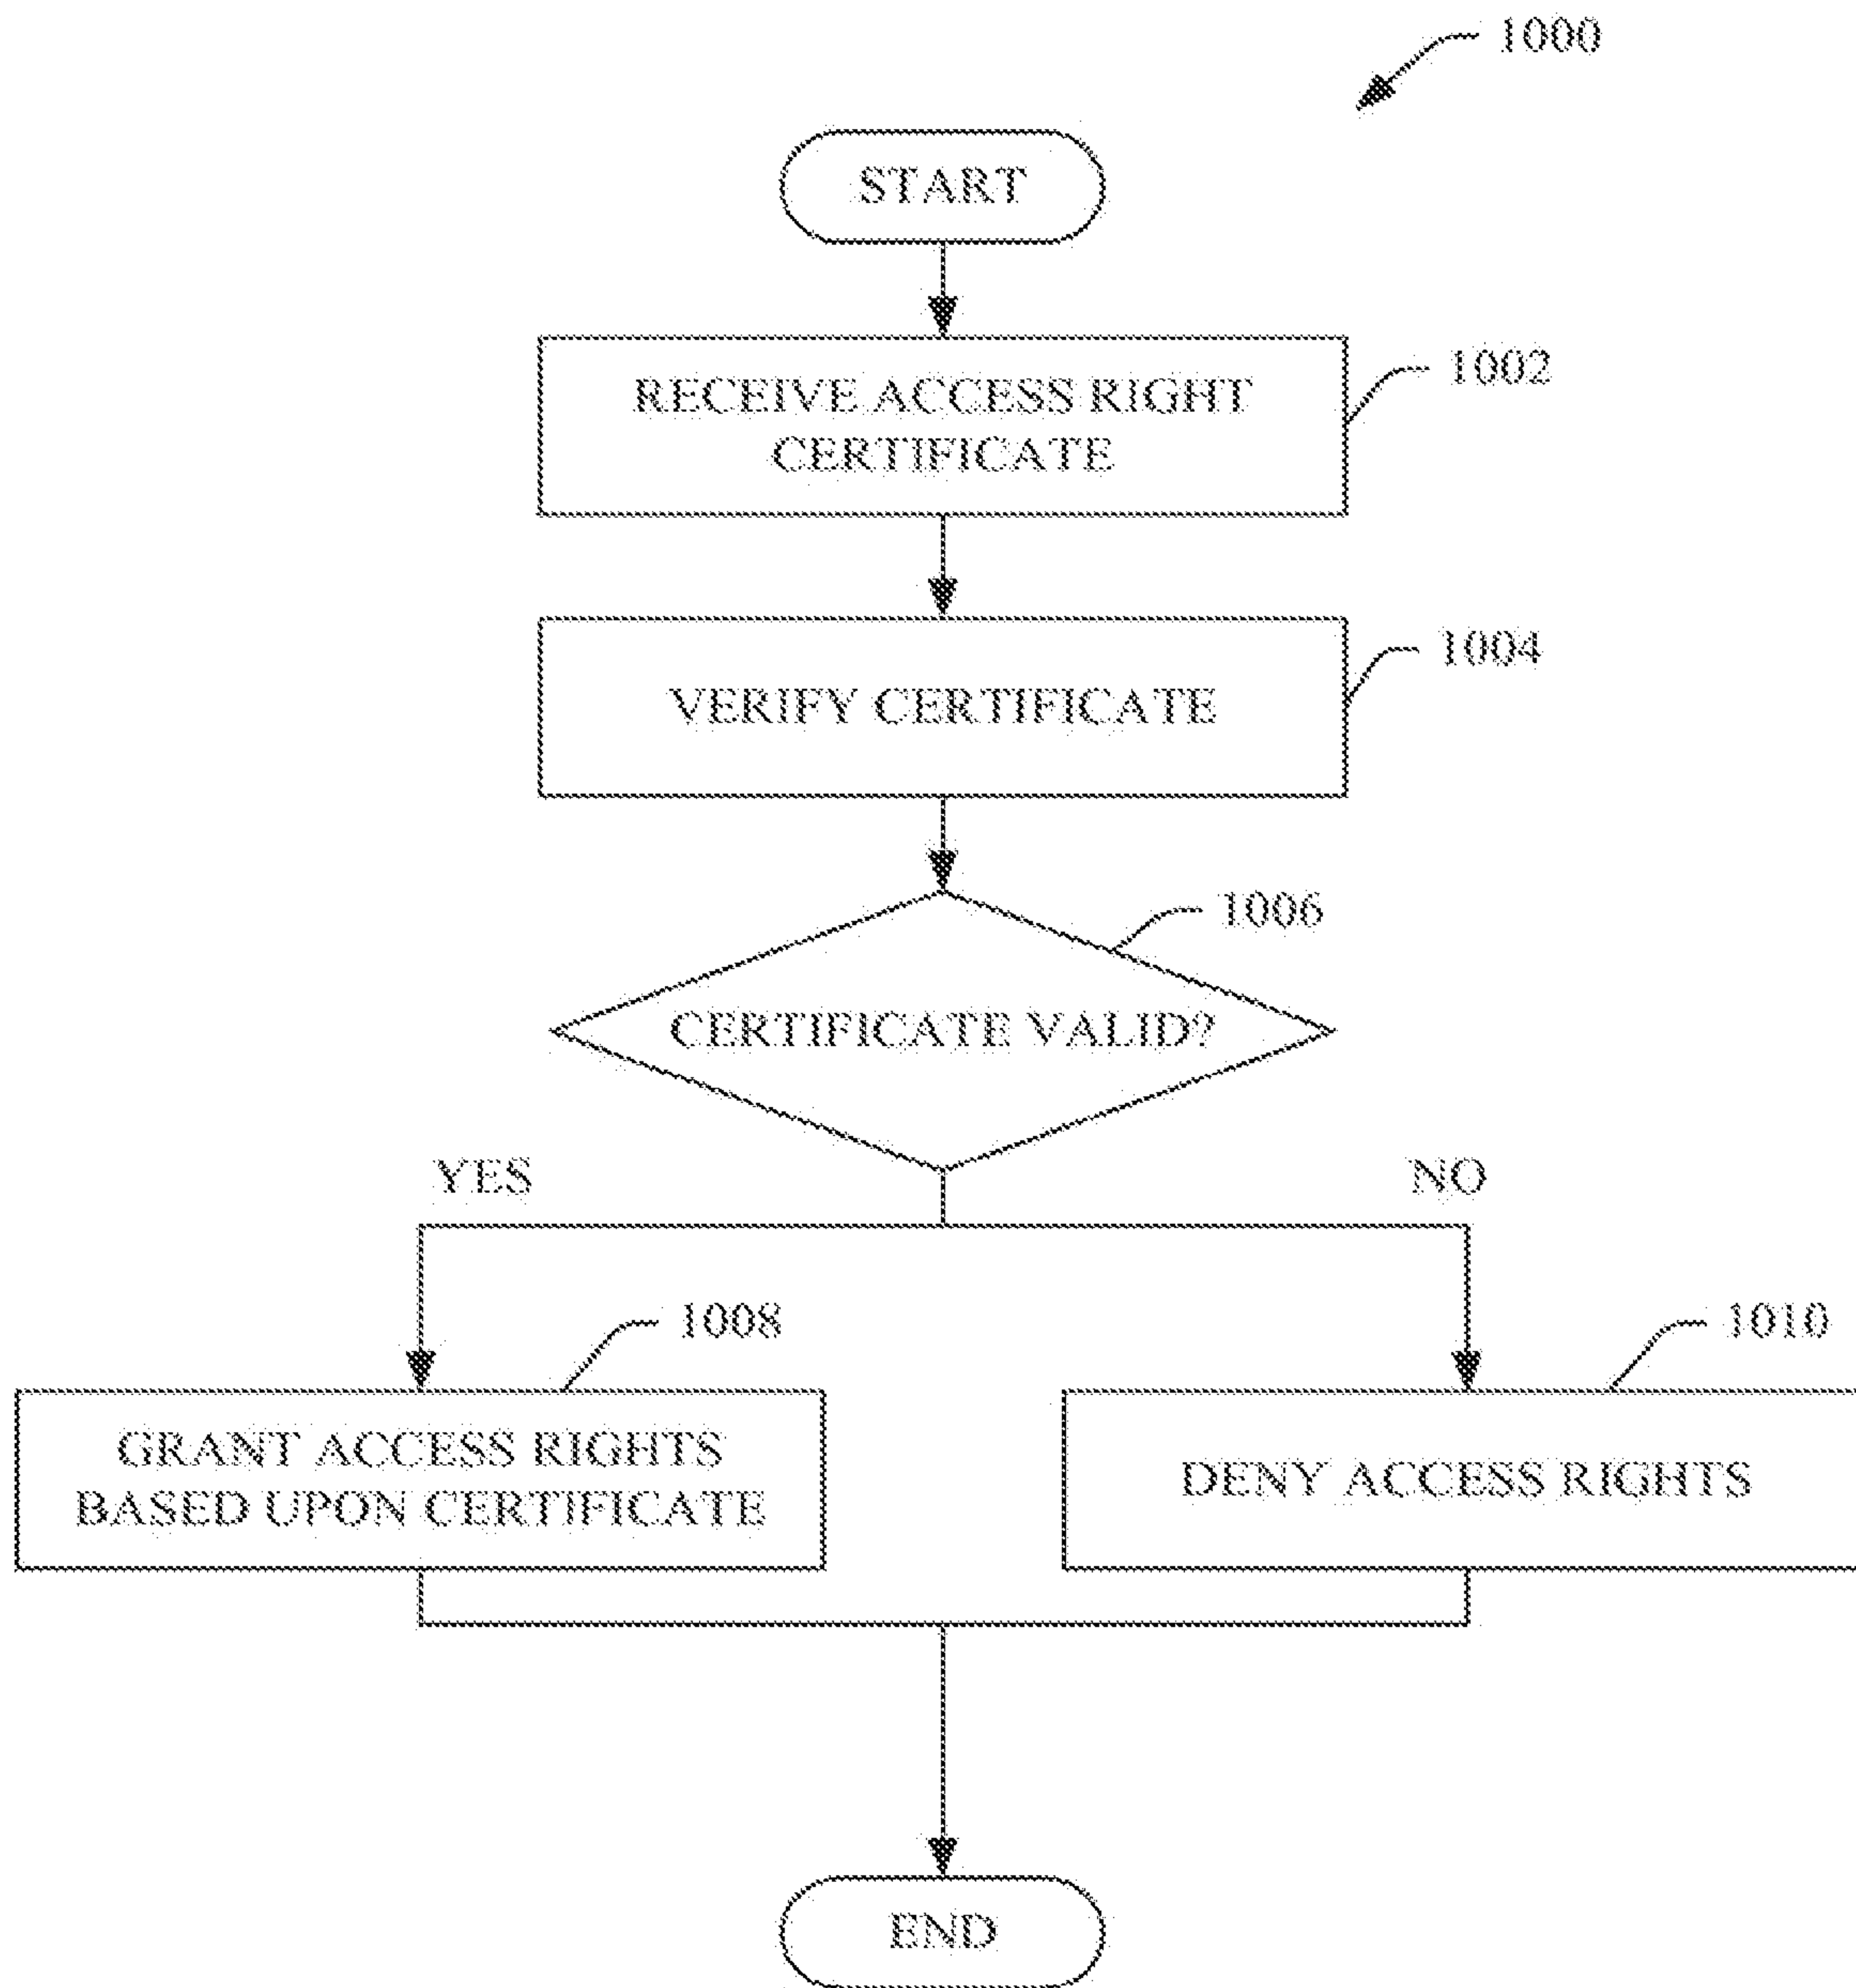 1000
START
RECEIVE ACCESS RIGHT
CERTIFICATE
1002
VERIFY CERTIFICATE
1004
1006
CERTIFICATE VALID?
YES
NO
1008
1010
GRANT ACCESS RIGHTS
BASED UPON CERTIFICATE
DENY ACCESS RIGHTS
END